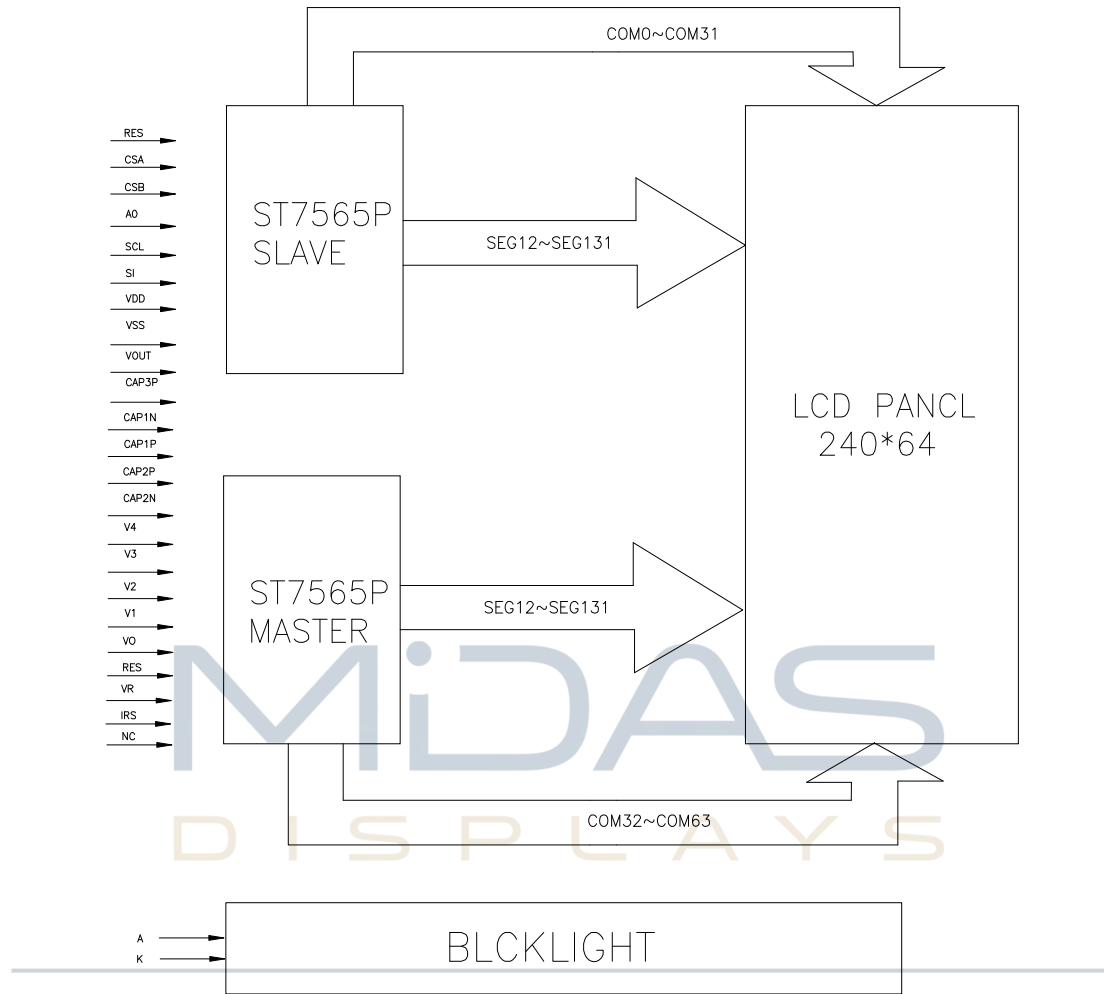 COM0~COM31
RES
CSA
CSB
A0
SCL
SI
VDD
VSS
VOUT
CAP3P
CAP1N
CAP1P
CAP2P
CAP2N
V4
V3
V2
V1
V0
RES
VR
IRS
NC
ST7565P
SLAVE
SEG12~SEG131
LCD PANCL
240*64
ST7565P
MASTER
SEG12~SEG131
MiDAS
DISPLAYS
COM32~COM63
A
K
BLCKLIGHT